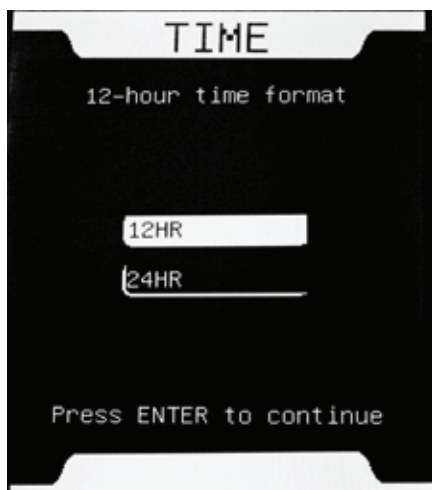 TIME
12-hour time format
12HR
24HR
Press ENTER to continue